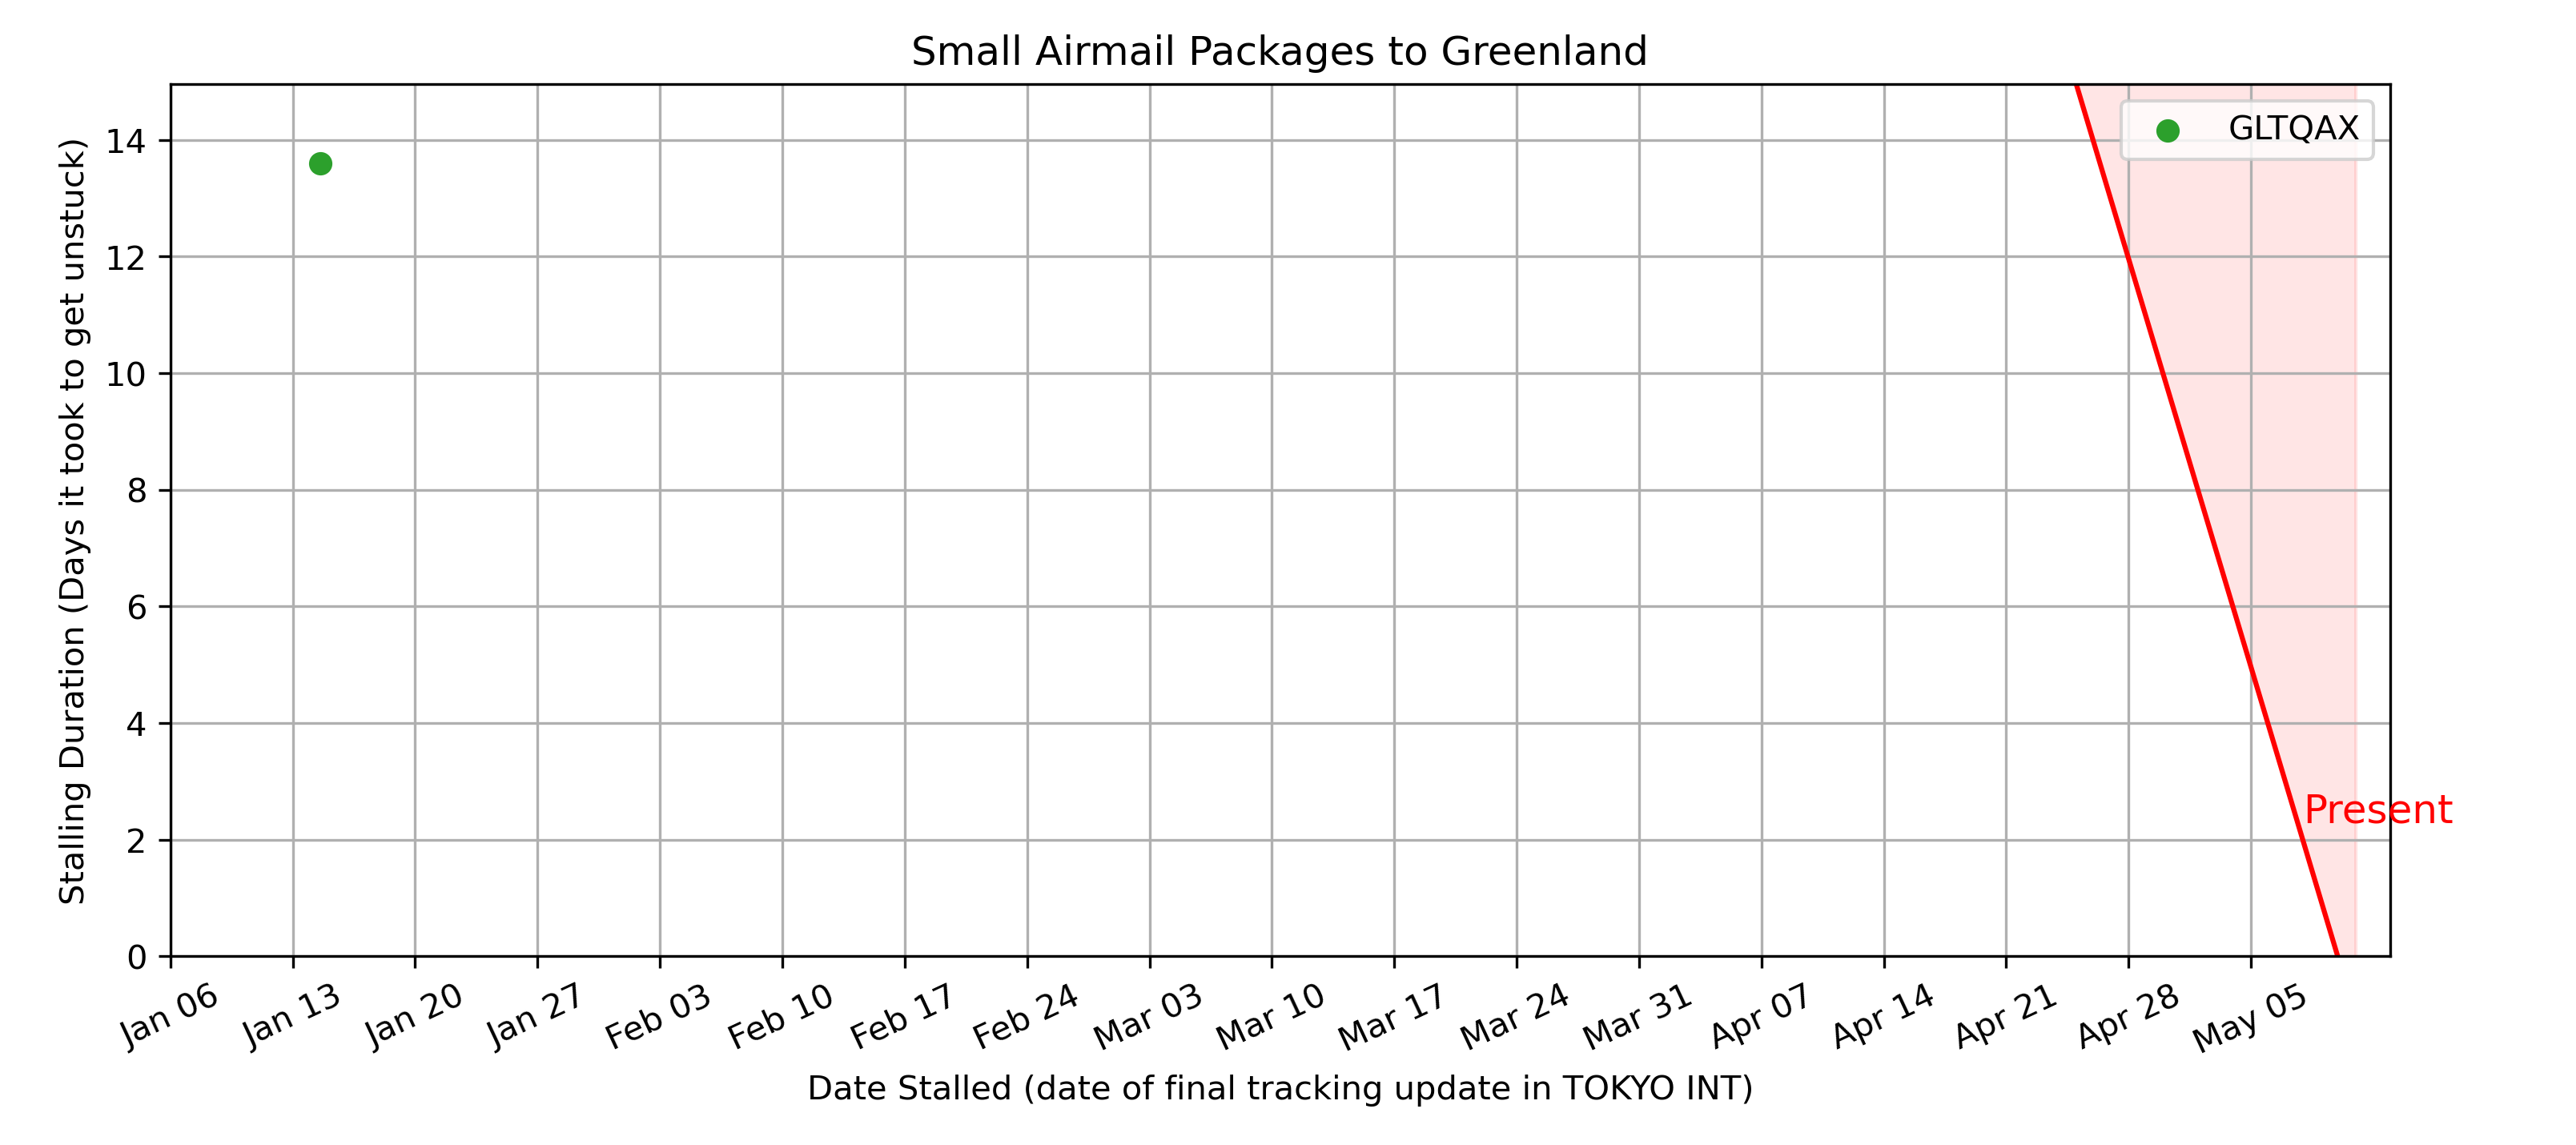 Small Airmail Packages to Greenland
GLTQAX
Stalling Duration (Days it took to get unstuck)
14
12
10
8
6
4
2
0
Present
Jan 06 Jan 13 Jan 20 Jan 27 Feb 03 Feb 10 Feb 17 Feb 24 Mar 03 Mar 10 Mar 17 Mar 24 Mar 31 Apr 07 Apr 14 Apr 21 Apr 28 May 05
Date Stalled (date of final tracking update in TOKYO INT)